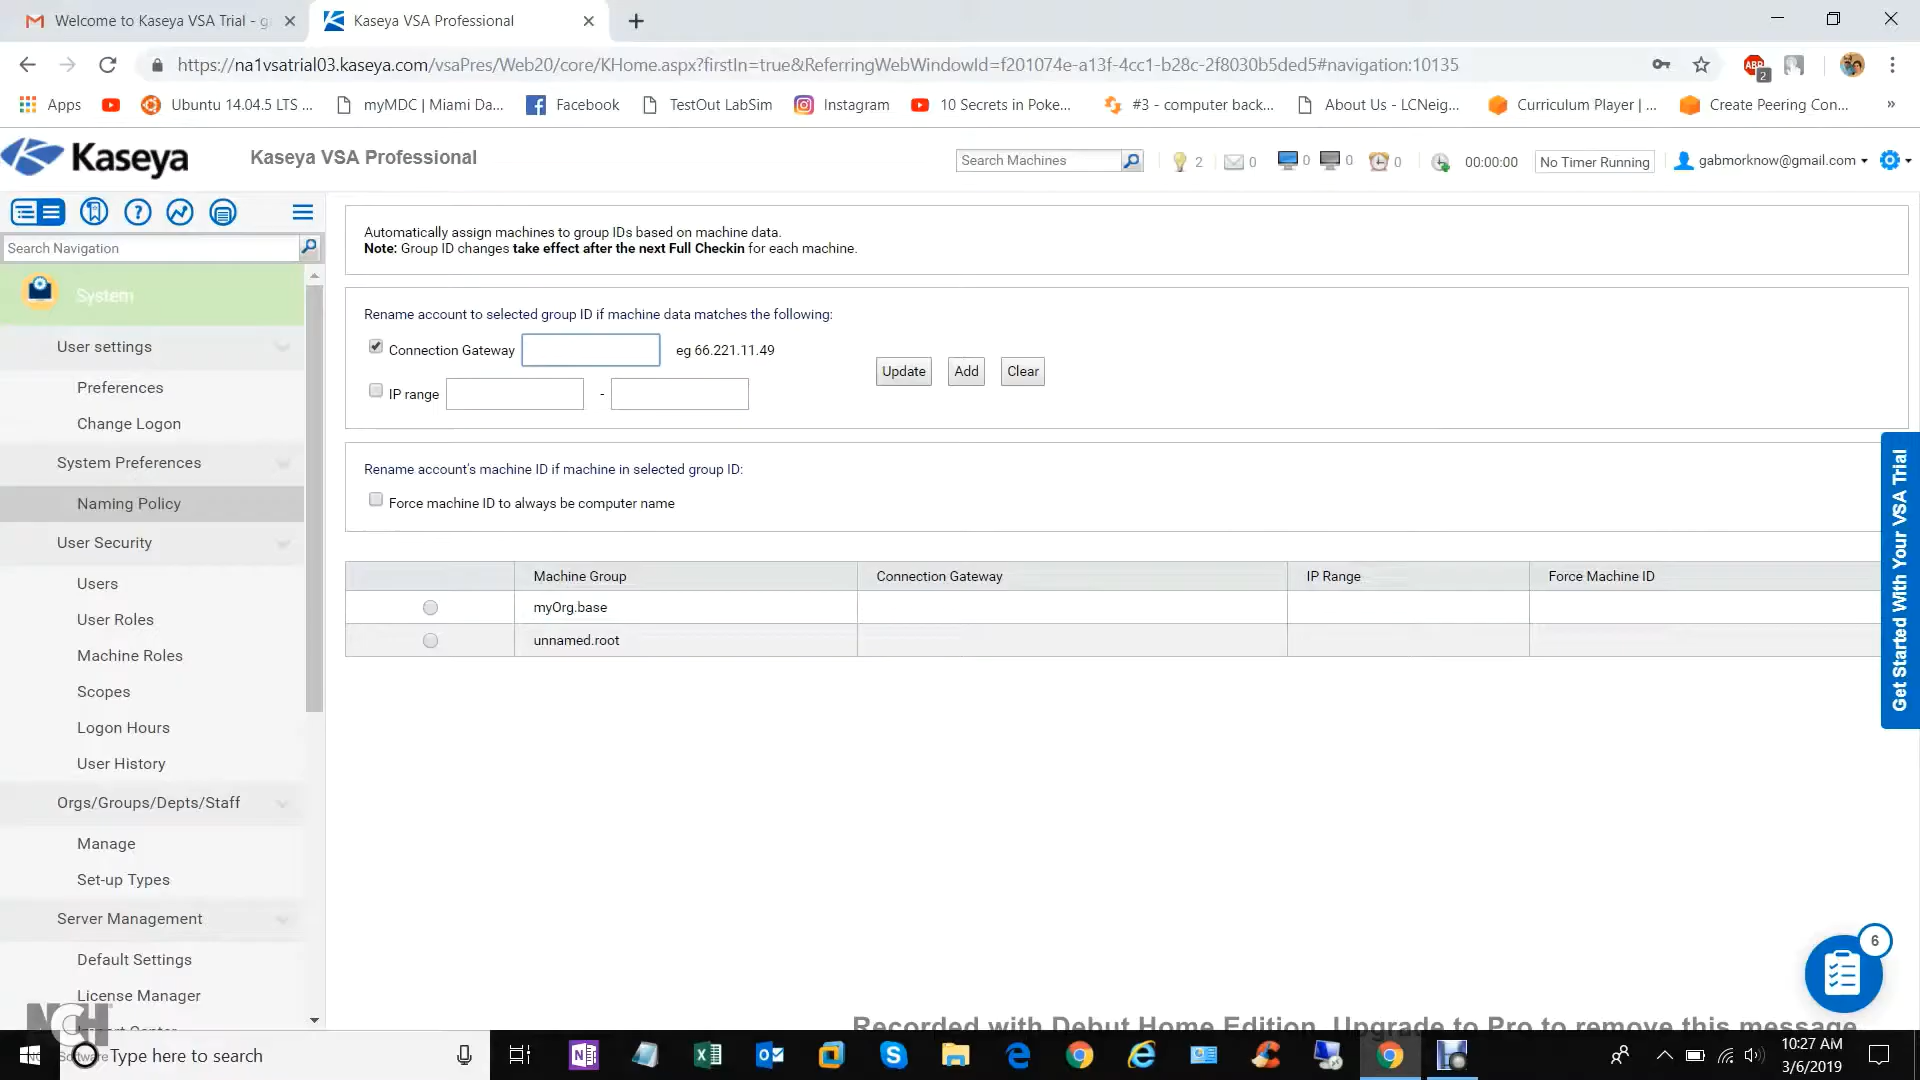 Welcome to Kaseya VSA Trial - g
Kaseya VSA Professional
https://na1vsatrial03.kaseya.com/vsaPres/Web20/core/KHome.aspx?firstIn=true&ReferringWebWindowId=f201074e-a13f-4cc1-b28c-2f8030b5ded5#navigation:10135
ABP
2
Apps
Ubuntu 14.04.5 LTS ...
myMDC | Miami Da...
Facebook
TestOut LabSim
Instagram
10 Secrets in Poke...
#3 - computer back...
About Us - LCNeig...
Curriculum Player | ...
Create Peering Con...
»
Kaseya
Kaseya VSA Professional
Search Machines
2
0
0
0
0
00:00:00
No Timer Running
gabmorknow@gmail.com
Search Navigation
System
User settings
Preferences
Change Logon
System Preferences
Naming Policy
User Security
Users
User Roles
Machine Roles
Scopes
Logon Hours
User History
Orgs/Groups/Depts/Staff
Manage
Set-up Types
Server Management
Default Settings
License Manager
Automatically assign machines to group IDs based on machine data.
Note: Group ID changes take effect after the next Full Checkin for each machine.
Rename account to selected group ID if machine data matches the following:
Connection Gateway
eg 66.221.11.49
IP range
-
Update
Add
Clear
Rename account's machine ID if machine in selected group ID:
Force machine ID to always be computer name
Machine Group Connection Gateway IP Range Force Machine ID
myOrg.base
unnamed.root
Get Started With Your VSA Trial
6
Recorded with Debut Home Edition. Upgrade to Pro to remove this message
NCH
Software
Type here to search
10:27 AM
3/6/2019